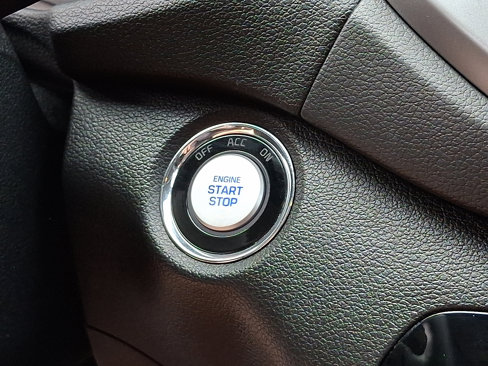 OFF ACC ON
ENGINE
START
STOP